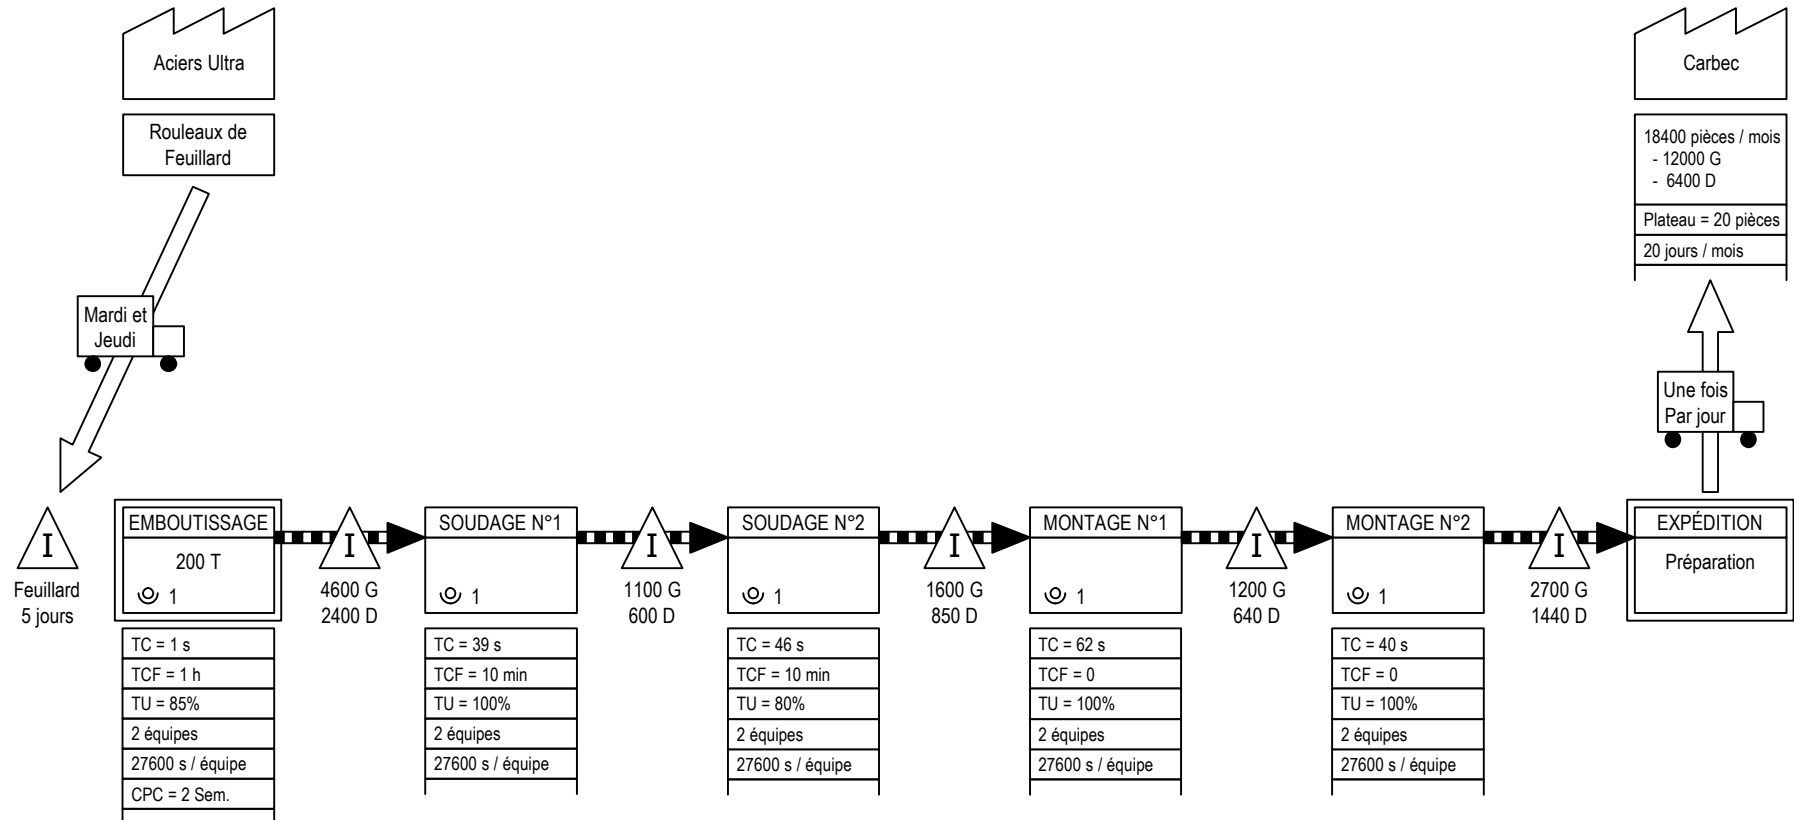 Aciers Ultra
Rouleaux de
Feuillard
Mardi et
Jeudi
Carbec
18400 pièces / mois
- 12000 G
- 6400 D
Plateau = 20 pièces
20 jours / mois
Une fois
Par jour
I
Feuillard
5 jours
EMBOUTISSAGE
200 T
1
TC = 1 s
TCF = 1 h
TU = 85%
2 équipes
27600 s / équipe
CPC = 2 Sem.
I
4600 G
2400 D
SOUDAGE N°1
1
TC = 39 s
TCF = 10 min
TU = 100%
2 équipes
27600 s / équipe
I
1100 G
600 D
SOUDAGE N°2
1
TC = 46 s
TCF = 10 min
TU = 80%
2 équipes
27600 s / équipe
I
1600 G
850 D
MONTAGE N°1
1
TC = 62 s
TCF = 0
TU = 100%
2 équipes
27600 s / équipe
I
1200 G
640 D
MONTAGE N°2
1
TC = 40 s
TCF = 0
TU = 100%
2 équipes
27600 s / équipe
I
2700 G
1440 D
EXPÉDITION
Préparation